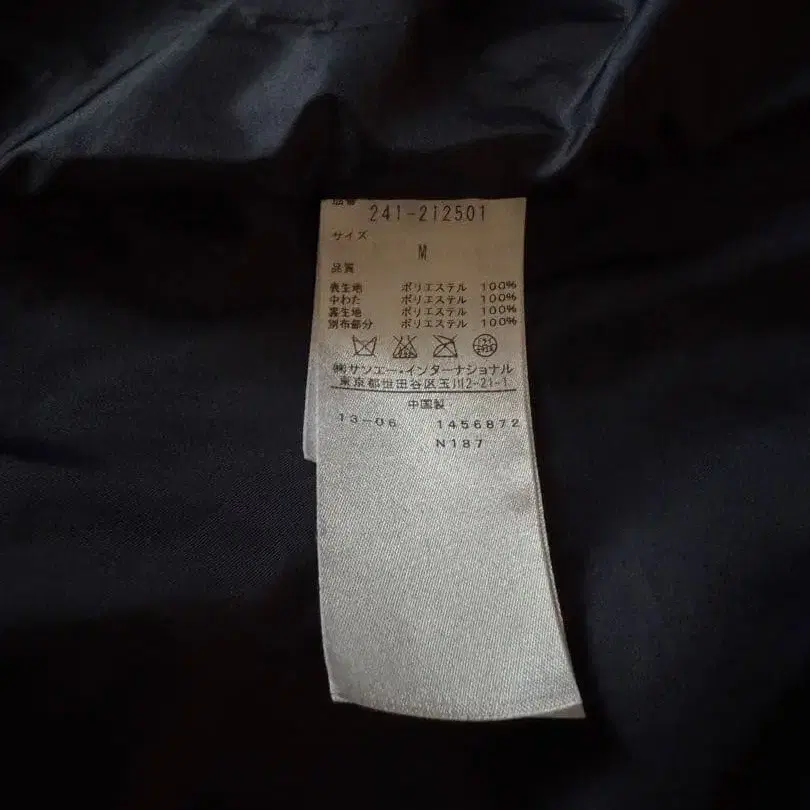 品番 241-212501
サイズ
M
品質
表生地 ポリエステル 100%
中わた ポリエステル 100%
裏生地 ポリエステル 100%
別布部分 ポリエステル 100%
㈱サンエー・インターナショナル
東京都世田谷区玉川2-21-1
中国製
13-06 1456872
N187